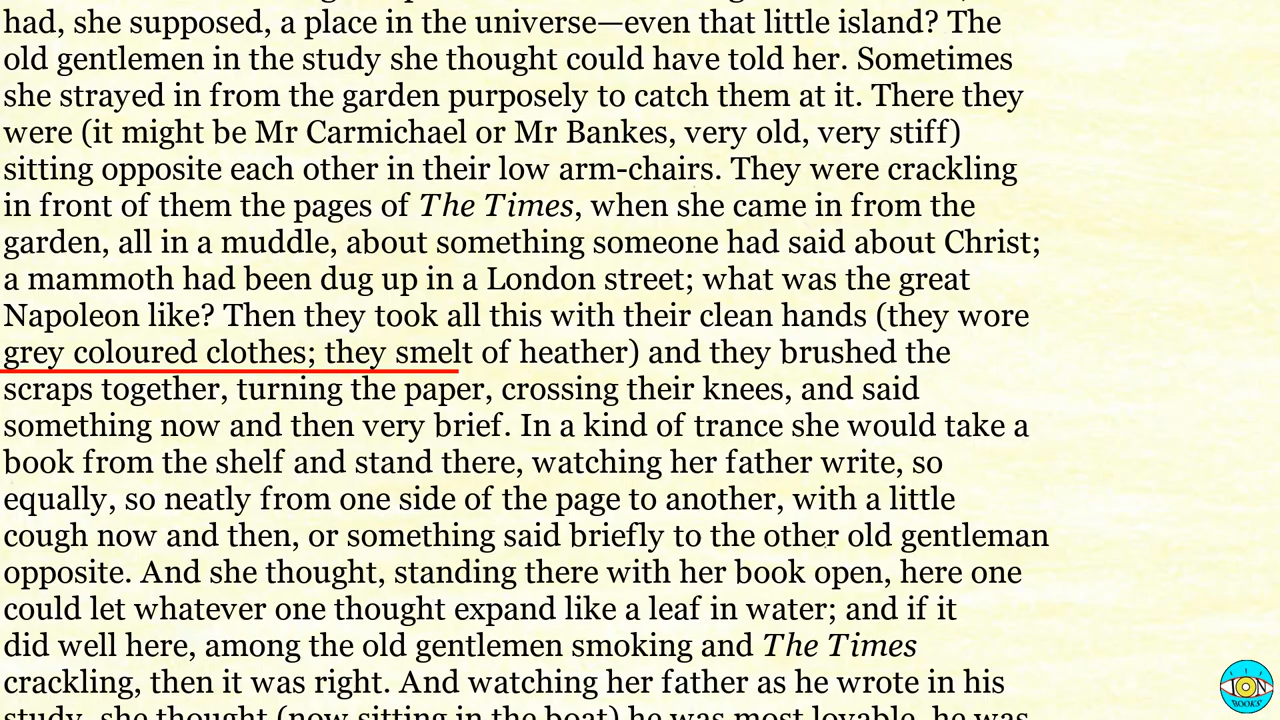 had, she supposed, a place in the universe—even that little island? The
old gentlemen in the study she thought could have told her. Sometimes
she strayed in from the garden purposely to catch them at it. There they
were (it might be Mr Carmichael or Mr Bankes, very old, very stiff)
sitting opposite each other in their low arm-chairs. They were crackling
in front of them the pages of The Times, when she came in from the
garden, all in a muddle, about something someone had said about Christ;
a mammoth had been dug up in a London street; what was the great
Napoleon like? Then they took all this with their clean hands (they wore
grey coloured clothes; they smelt of heather) and they brushed the
scraps together, turning the paper, crossing their knees, and said
something now and then very brief. In a kind of trance she would take a
book from the shelf and stand there, watching her father write, so
equally, so neatly from one side of the page to another, with a little
cough now and then, or something said briefly to the other old gentleman
opposite. And she thought, standing there with her book open, here one
could let whatever one thought expand like a leaf in water; and if it
did well here, among the old gentlemen smoking and The Times
crackling, then it was right. And watching her father as he wrote in his
study, she thought (now sitting in the boat) he was most lovable, he was
ION
BOOKS